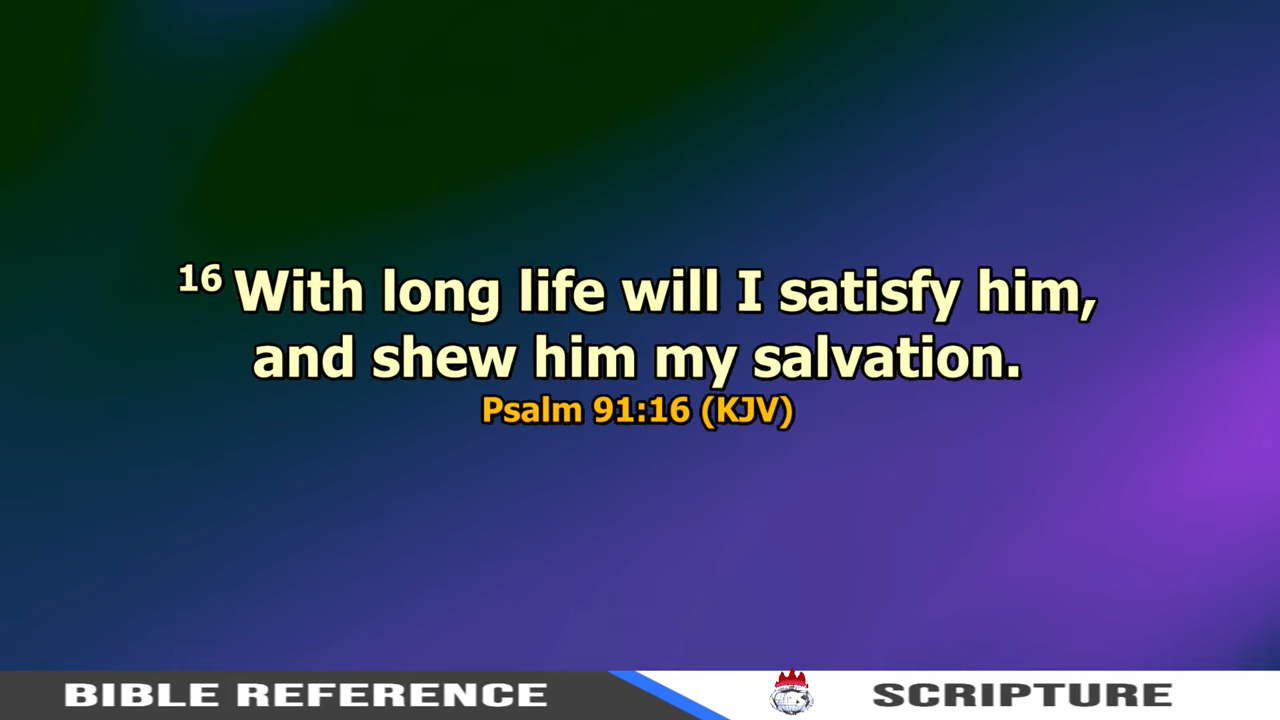 16 With long life will I satisfy him,
and shew him my salvation.
Psalm 91:16 (KJV)
BIBLE REFERENCE
SCRIPTURE